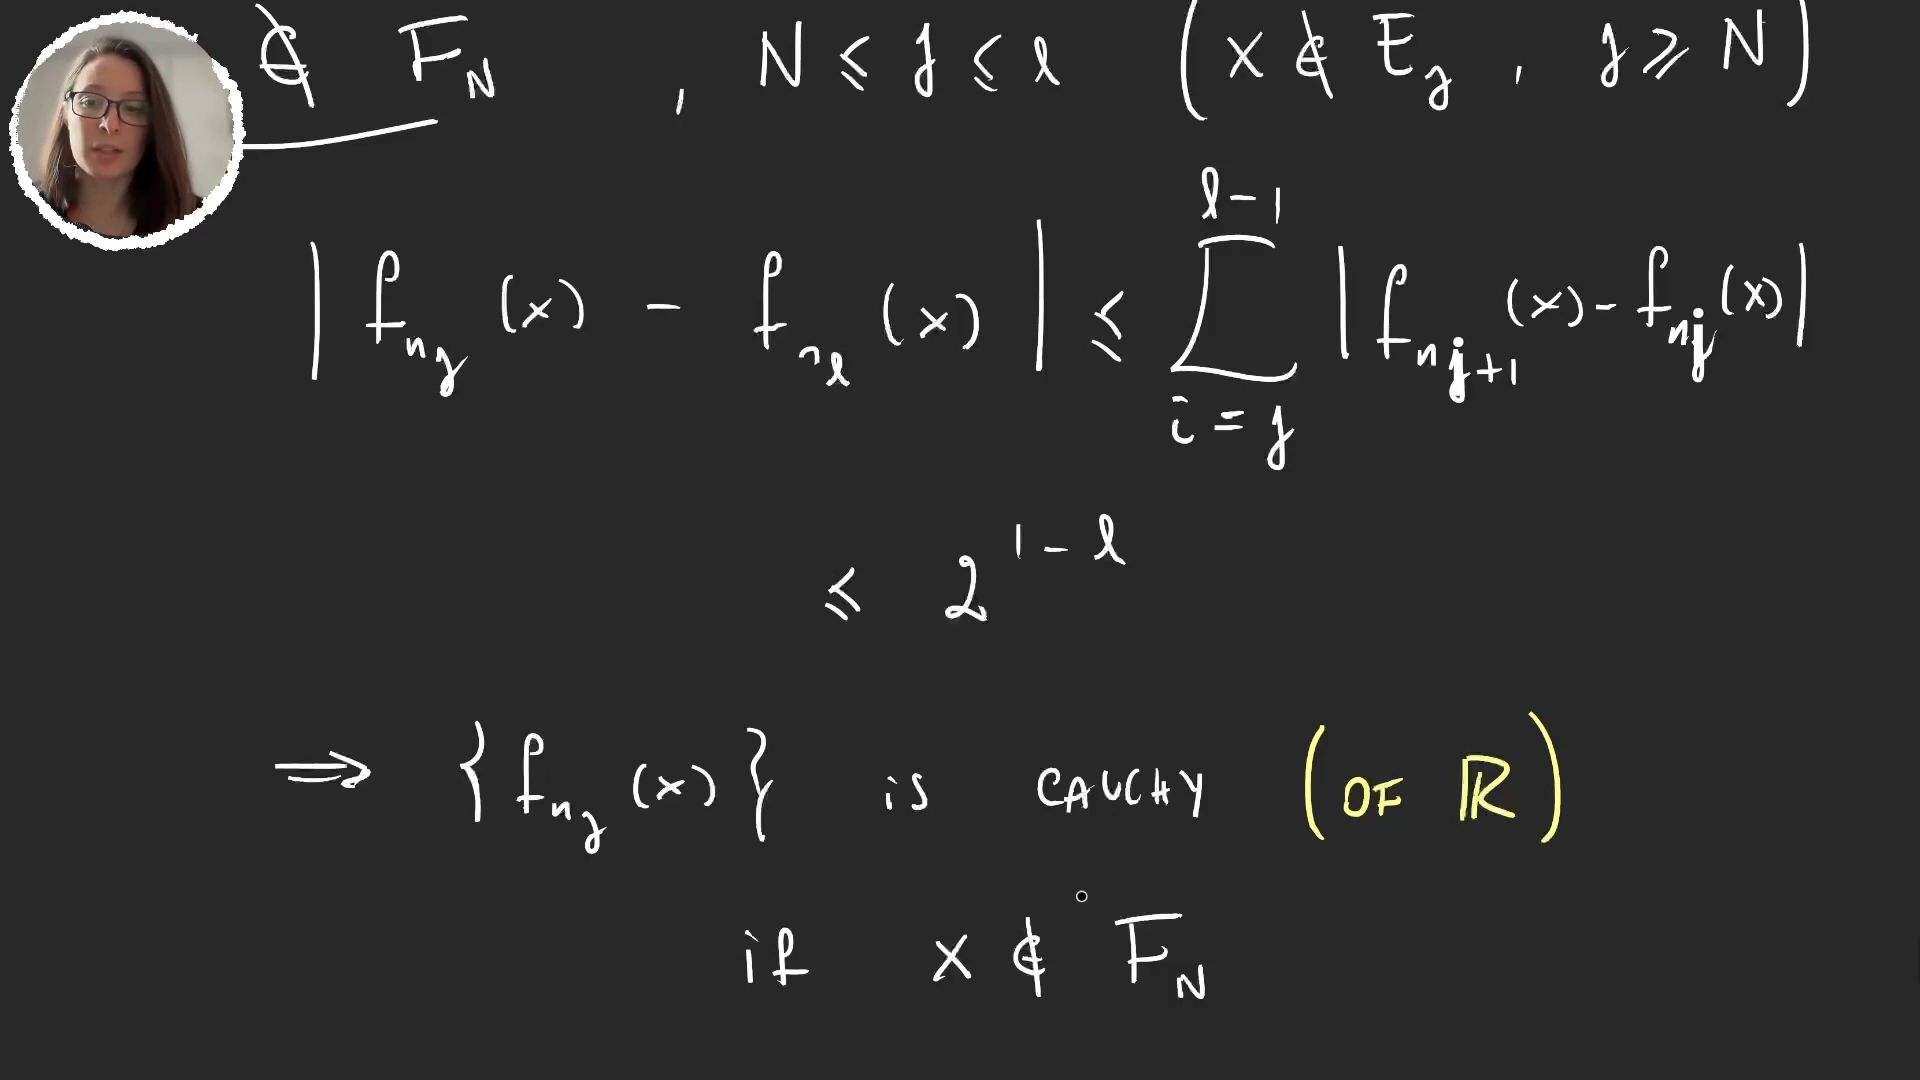 ∉ F_N , N ≤ j ≤ l (x ∉ E_j , j ≥ N)
| f_{n_j} (x) - f_{n_l} (x) | ≤ \sum_{i = j}^{l-1} | f_{n_{j+1}} (x) - f_{n_j} (x) |
≤ 2^{1-l}
⇒ { f_{n_j} (x) } is CAUCHY (OF ℝ)
if x ∉ F_N